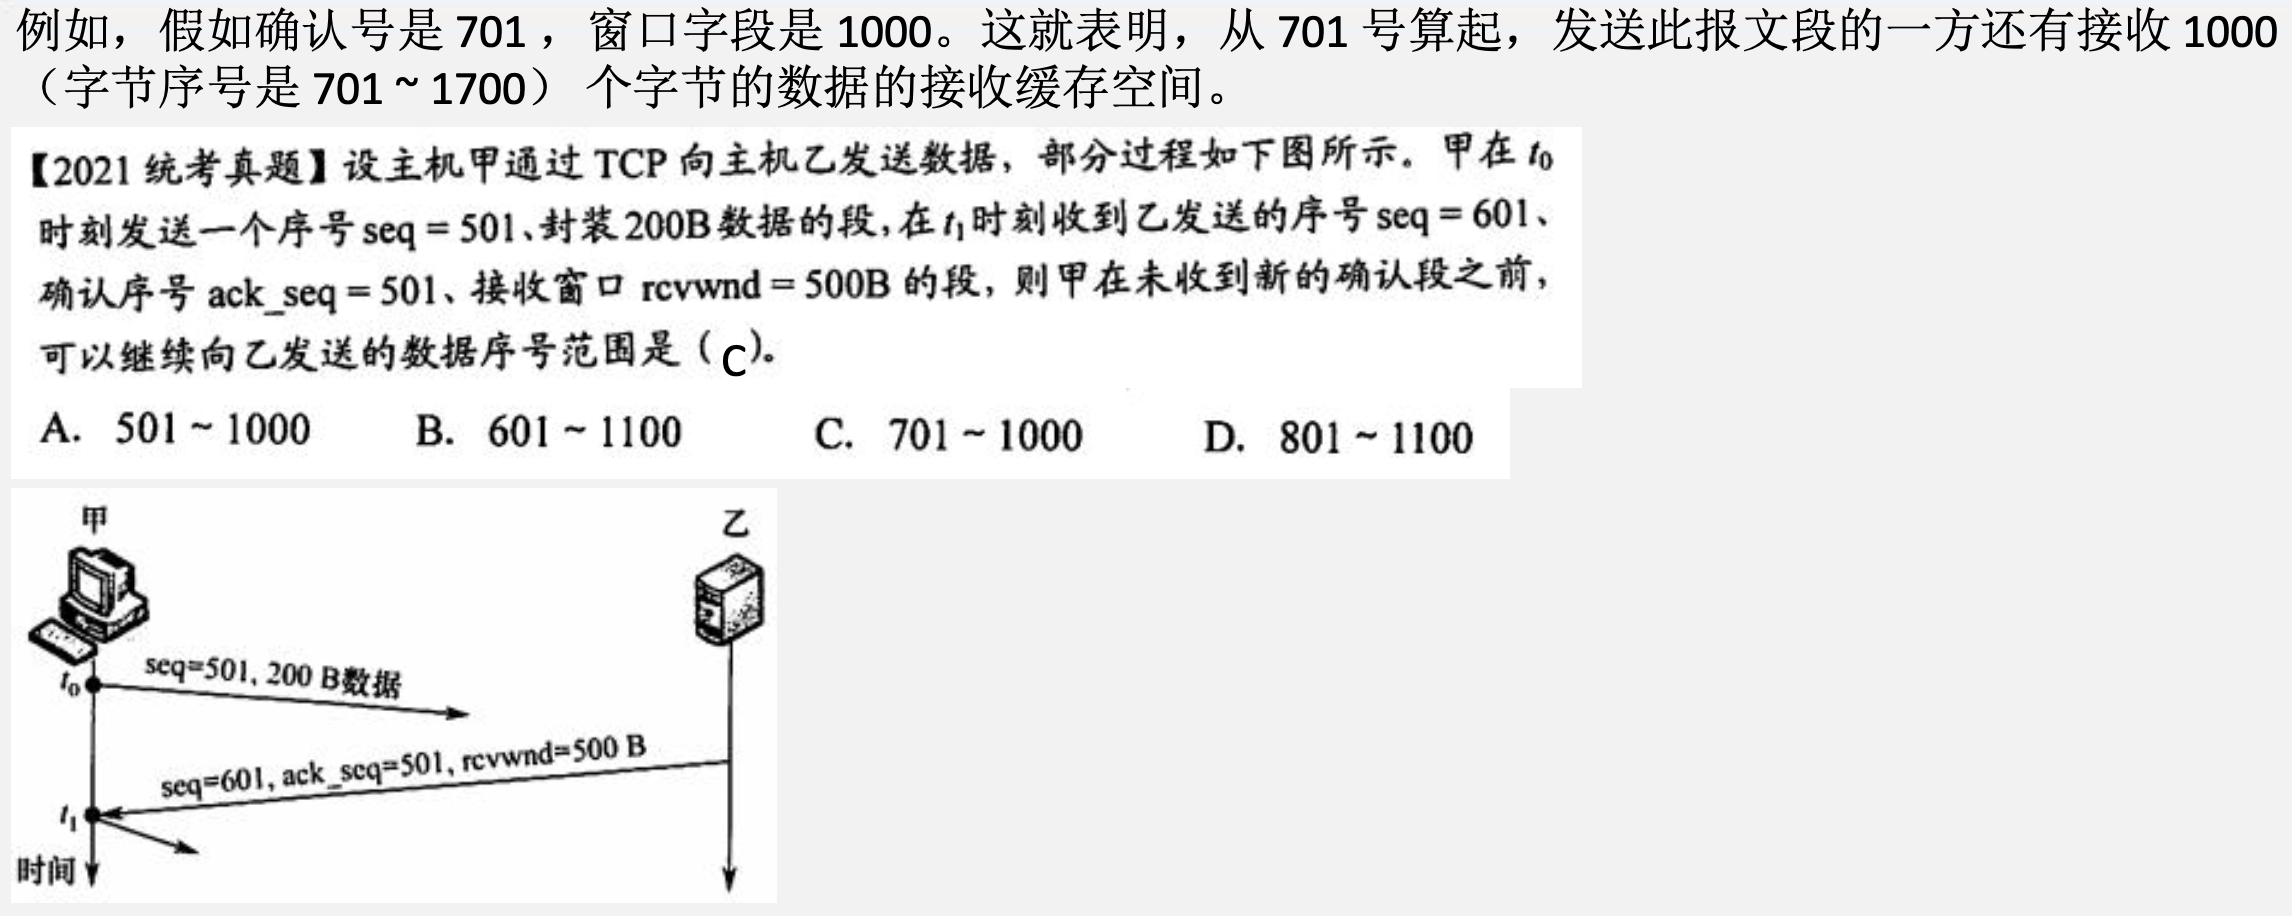 例如，假如确认号是 701 ，窗口字段是 1000。这就表明，从 701 号算起，发送此报文段的一方还有接收 1000
（字节序号是 701 ~ 1700） 个字节的数据的接收缓存空间。
【2021 统考真题】设主机甲通过 TCP 向主机乙发送数据，部分过程如下图所示。甲在 t₀
时刻发送一个序号 seq = 501、封装 200B 数据的段，在 t₁ 时刻收到乙发送的序号 seq = 601、
确认序号 ack_seq = 501、接收窗口 rcvwnd = 500B 的段，则甲在未收到新的确认段之前，
可以继续向乙发送的数据序号范围是（ C ）。
A. 501 ~ 1000 B. 601 ~ 1100 C. 701 ~ 1000 D. 801 ~ 1100
甲 乙
t₀ seq=501, 200 B数据
seq=601, ack_seq=501, rcvwnd=500 B
t₁
时间